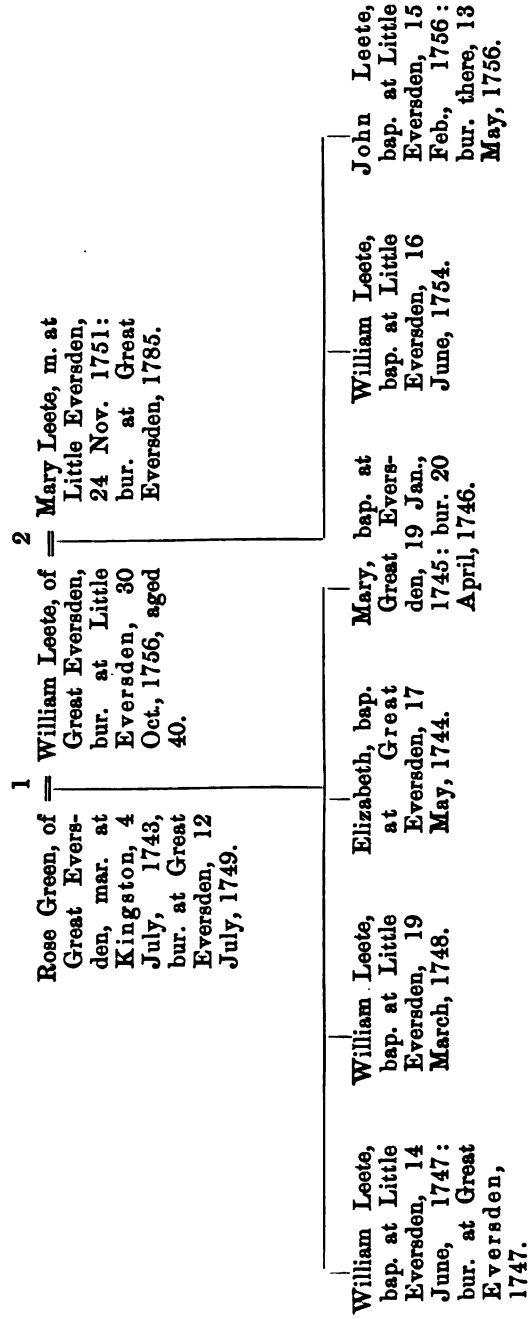 1
2
Rose Green, of
Great Evers-
den, mar. at
Kingston, 4
July, 1743,
bur. at Great
Eversden, 12
July, 1749.
William Leete, of
Great Eversden,
bur. at Little
Eversden, 30
Oct., 1756, aged
40.
Mary Leete, m. at
Little Eversden,
24 Nov. 1751:
bur. at Great
Eversden, 1785.
William Leete,
bap. at Little
Eversden, 14
June, 1747:
bur. at Great
Eversden,
1747.
William Leete,
bap. at Little
Eversden, 19
March, 1748.
Elizabeth, bap.
at Great
Eversden, 17
May, 1744.
Mary, bap. at
Great Evers-
den, 19 Jan.,
1745: bur. 20
April, 1746.
William Leete,
bap. at Little
Eversden, 16
June, 1754.
John Leete,
bap. at Little
Eversden, 15
Feb., 1756:
bur. there, 13
May, 1756.